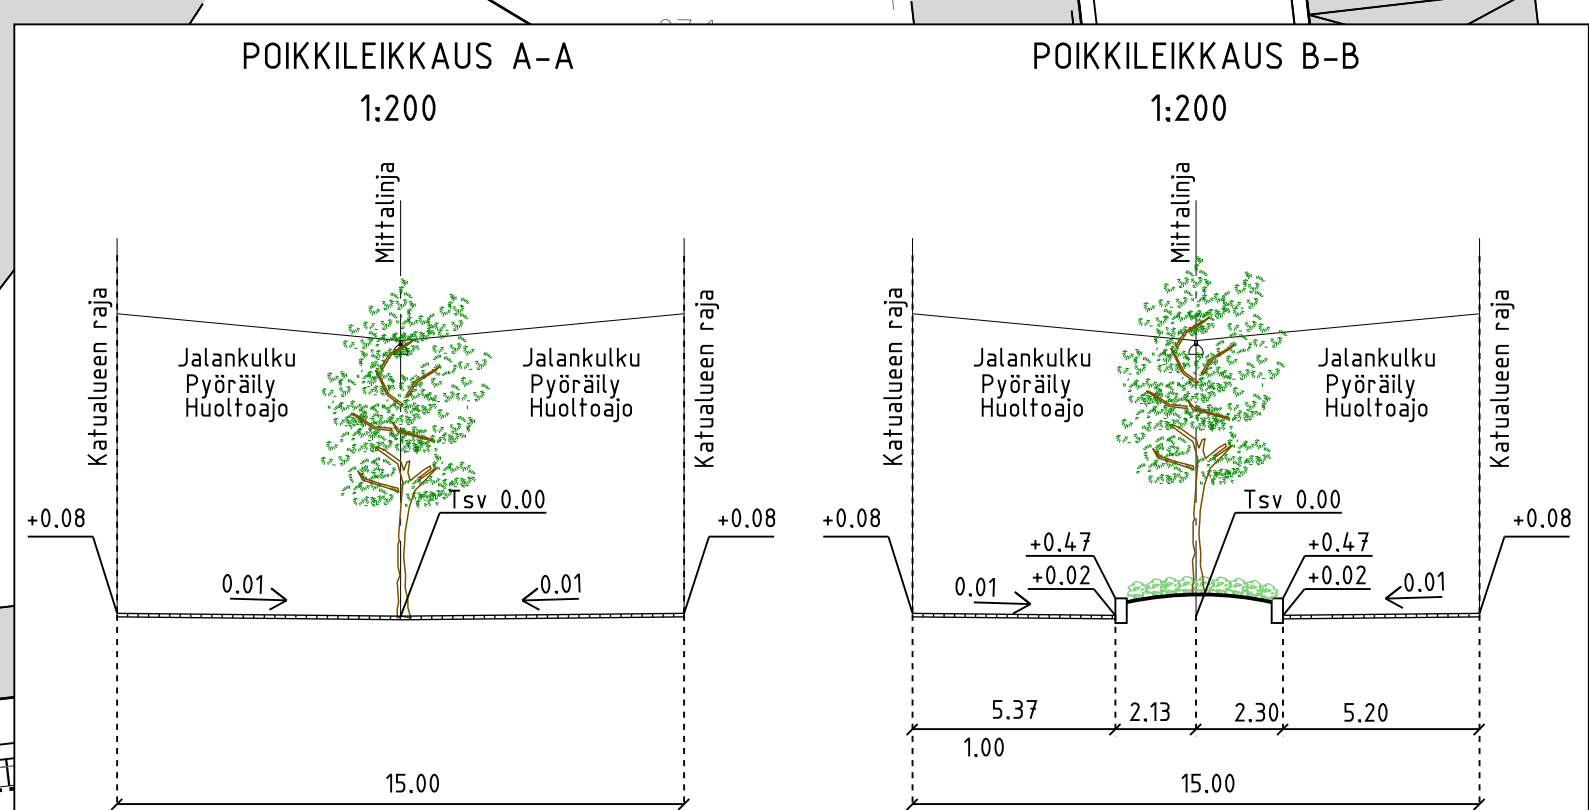 POIKKILEIKKAUS A-A
1:200
Mittalinja
Katualueen raja
Jalankulku
Pyöräily
Huoltoajo
Jalankulku
Pyöräily
Huoltoajo
Katualueen raja
Tsv 0.00
+0.08
+0.08
0.01
0.01
15.00
POIKKILEIKKAUS B-B
1:200
Mittalinja
Katualueen raja
Jalankulku
Pyöräily
Huoltoajo
Jalankulku
Pyöräily
Huoltoajo
Katualueen raja
Tsv 0.00
+0.08
+0.08
+0.47
+0.47
+0.02
+0.02
0.01
0.01
5.37
2.13
2.30
5.20
1.00
15.00